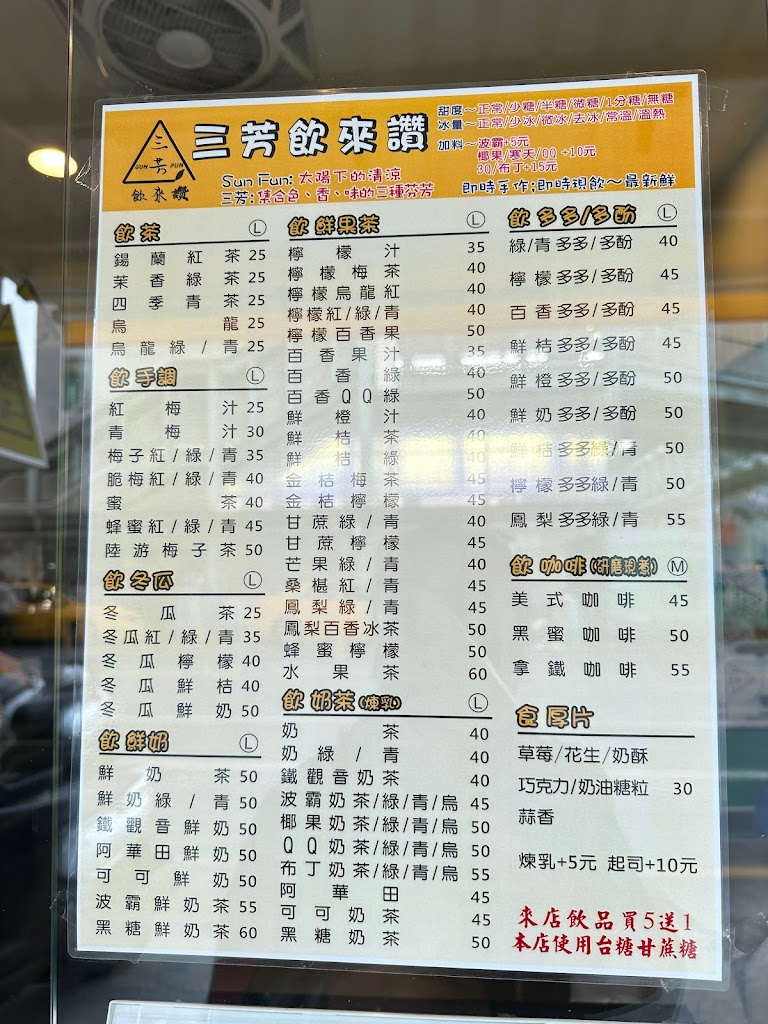 三芳
SUN FUN
飲來讚
三芳飲來讚
甜度～正常/少糖/半糖/微糖/1分糖/無糖
冰量～正常/少冰/微冰/去冰/常溫/溫熱
加料～波霸+5元
椰果/寒天/QQ +10元
3Q/布丁+15元
Sun Fun: 太陽下的清涼
三芳: 集合色、香、味的三種芬芳
即時手作;即時現飲～最新鮮
飲茶 L
錫蘭紅茶 25
茉香綠茶 25
四季青茶 25
烏龍 25
烏龍綠/青 25
飲手調 L
紅梅汁 25
青梅汁 30
梅子紅/綠/青 35
脆梅紅/綠/青 40
蜜茶 40
蜂蜜紅/綠/青 45
陸游梅子茶 50
飲冬瓜 L
冬瓜茶 25
冬瓜紅/綠/青 35
冬瓜檸檬 40
冬瓜鮮桔 40
冬瓜鮮奶 50
飲鮮奶 L
鮮奶茶 50
鮮奶綠/青 50
鐵觀音鮮奶 50
阿華田鮮奶 50
可可鮮奶 50
波霸鮮奶茶 55
黑糖鮮奶茶 60
飲鮮果茶 L
檸檬汁 35
檸檬梅茶 40
檸檬烏龍紅 40
檸檬紅/綠/青 40
檸檬百香果 50
百香果汁 35
百香綠 40
百香QQ綠 50
鮮橙汁 40
鮮桔茶 40
鮮桔綠 40
金桔梅茶 45
金桔檸檬 45
甘蔗綠/青 40
甘蔗檸檬 45
芒果綠/青 40
桑椹紅/青 45
鳳梨綠/青 45
鳳梨百香冰茶 50
蜂蜜檸檬 50
水果茶 60
飲奶茶(煉乳) L
奶茶 40
奶綠/青 40
鐵觀音奶茶 40
波霸奶茶/綠/青/烏 45
椰果奶茶/綠/青/烏 50
QQ奶茶/綠/青/烏 50
布丁奶茶/綠/青/烏 55
阿華田 45
可可奶茶 45
黑糖奶茶 50
飲多多/多酚 L
綠/青多多/多酚 40
檸檬多多/多酚 45
百香多多/多酚 45
鮮桔多多/多酚 45
鮮橙多多/多酚 50
鮮奶多多/多酚 50
鮮桔多多綠/青 50
檸檬多多綠/青 50
鳳梨多多綠/青 55
飲咖啡(研磨現煮) M
美式咖啡 45
黑蜜咖啡 50
拿鐵咖啡 55
食厚片
草莓/花生/奶酥
巧克力/奶油糖粒 30
蒜香
煉乳+5元 起司+10元
來店飲品買5送1
本店使用台糖甘蔗糖